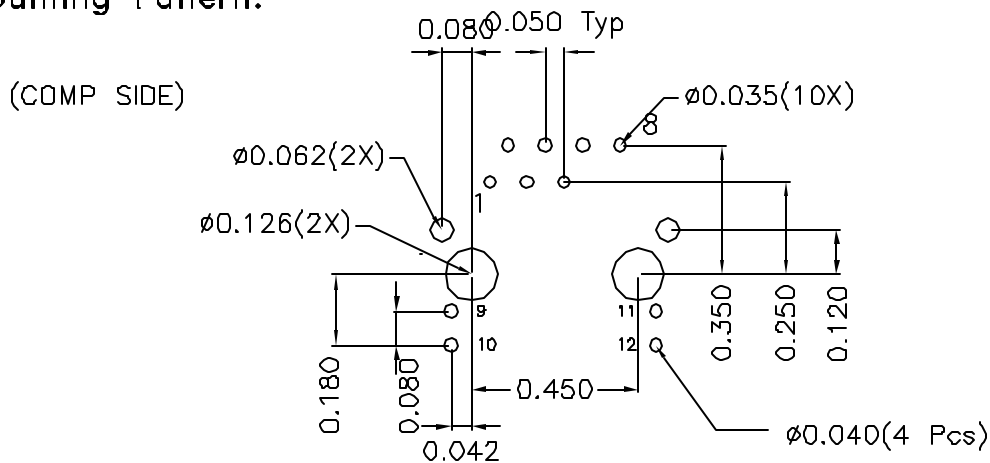 Pattern.
0.080
0.050 Typ
(COMP SIDE)
ø0.035(10X)
8
ø0.062(2X)
1
ø0.126(2X)
9
11
10
12
0.350
0.250
0.120
0.180
0.080
0.450
0.042
ø0.040(4 Pcs)